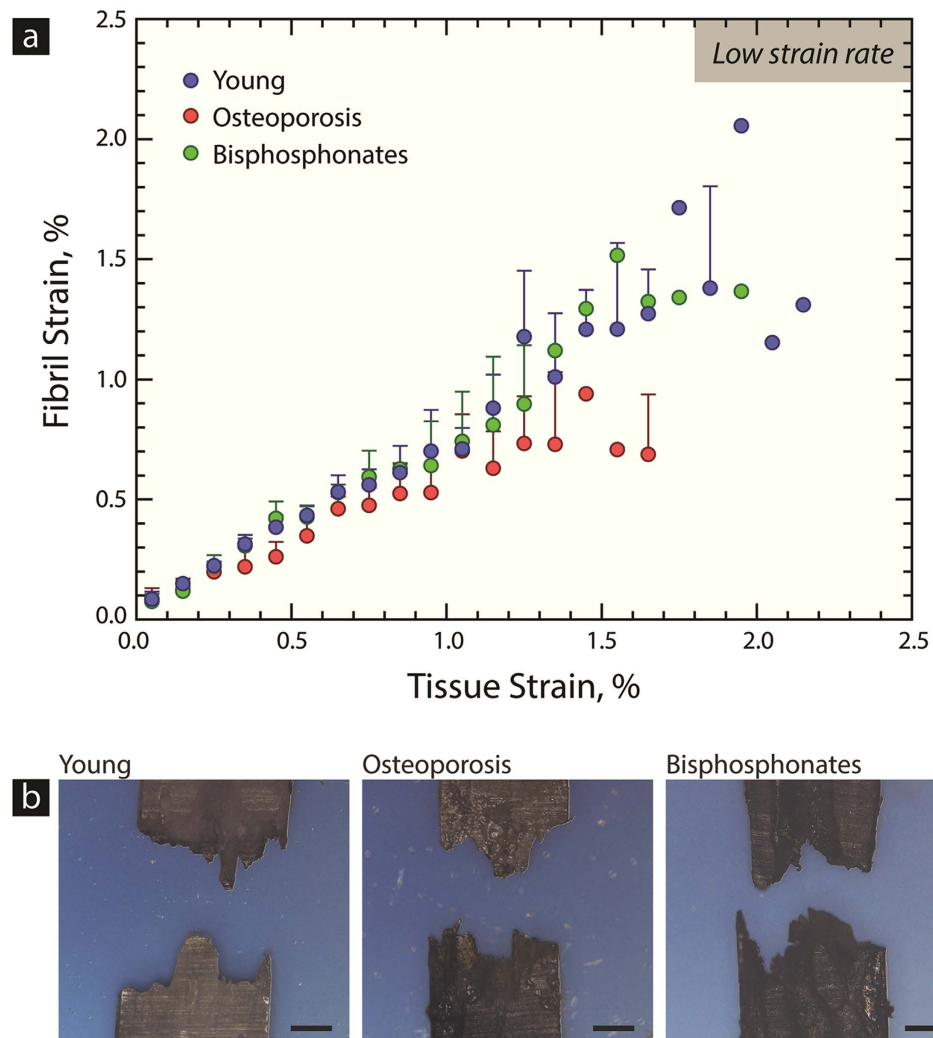 a
2.5
Low strain rate
Young
Osteoporosis
Bisphosphonates
2.0
1.5
1.0
0.5
0.0
Fibril Strain, %
0.0 0.5 1.0 1.5 2.0 2.5
Tissue Strain, %
b
Young Osteoporosis Bisphosphonates